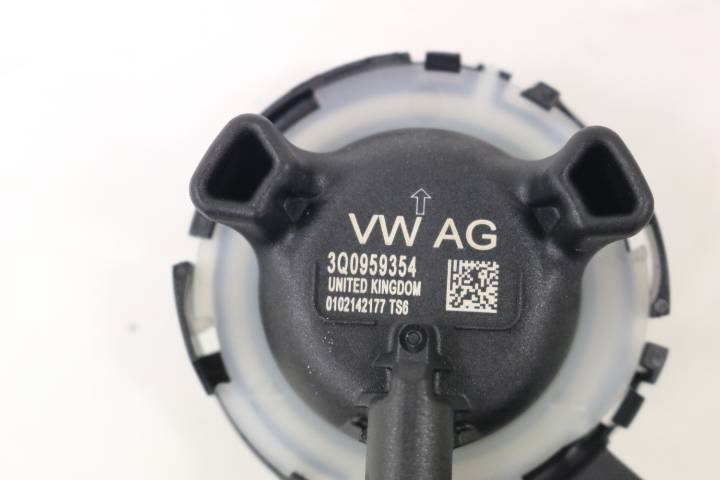 VW AG
3Q0959354
UNITED KINGDOM
0102142177 TS6